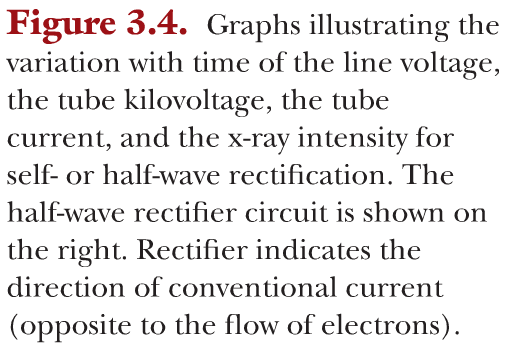 Figure 3.4. Graphs illustrating the
variation with time of the line voltage,
the tube kilovoltage, the tube
current, and the x-ray intensity for
self- or half-wave rectification. The
half-wave rectifier circuit is shown on
the right. Rectifier indicates the
direction of conventional current
(opposite to the flow of electrons).